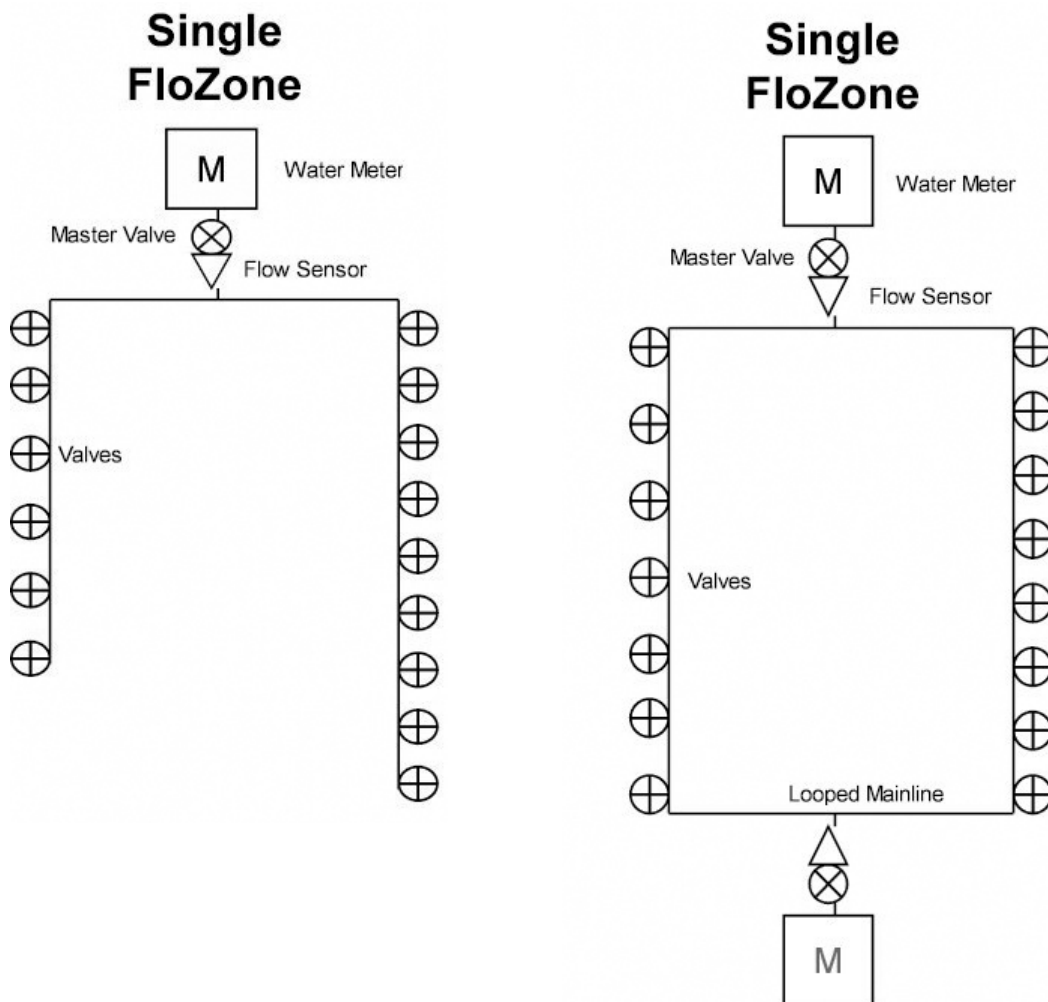 Single
FloZone
M
Water Meter
Master Valve
Flow Sensor
Valves
Single
FloZone
M
Water Meter
Master Valve
Flow Sensor
Valves
Looped Mainline
M